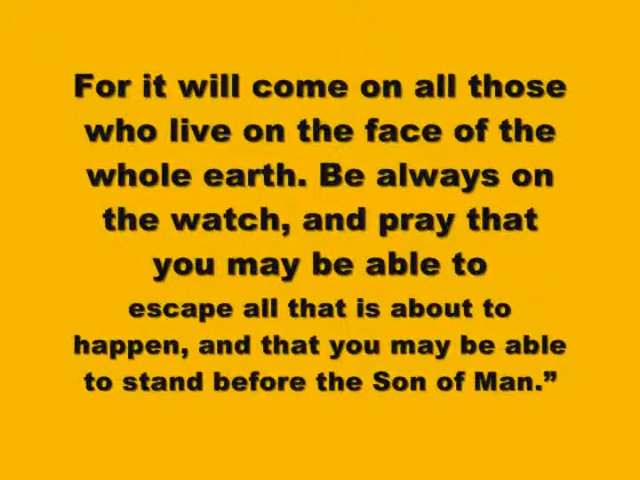 For it will come on all those
who live on the face of the
whole earth. Be always on
the watch, and pray that
you may be able to
escape all that is about to
happen, and that you may be able
to stand before the Son of Man.”